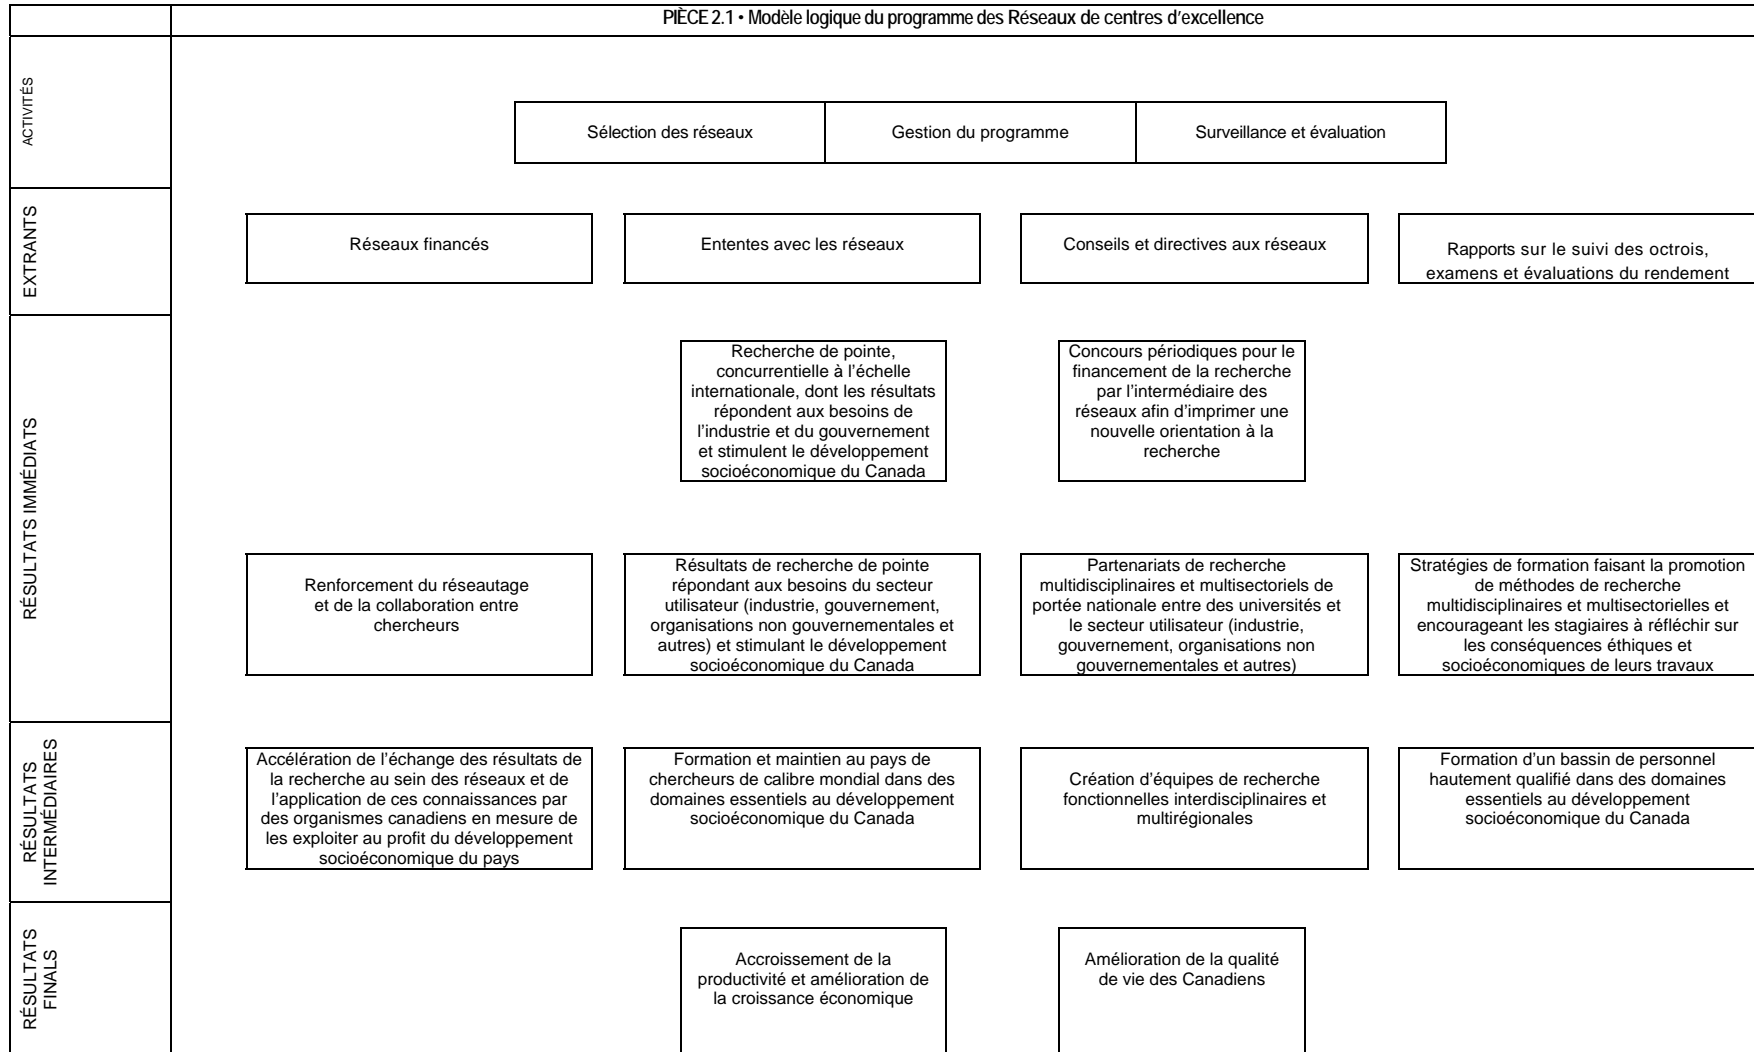 PIÈCE 2.1 • Modèle logique du programme des Réseaux de centres d'excellence
ACTIVITÉS
Sélection des réseaux
Gestion du programme
Surveillance et évaluation
EXTRANTS
Réseaux financés
Ententes avec les réseaux
Conseils et directives aux réseaux
Rapports sur le suivi des octrois,
examens et évaluations du rendement
RÉSULTATS IMMÉDIATS
Recherche de pointe,
concurrentielle à l'échelle
internationale, dont les résultats
répondent aux besoins de
l'industrie et du gouvernement
et stimulent le développement
socioéconomique du Canada
Concours périodiques pour le
financement de la recherche
par l'intermédiaire des
réseaux afin d'imprimer une
nouvelle orientation à la
recherche
Renforcement du réseautage
et de la collaboration entre
chercheurs
Résultats de recherche de pointe
répondant aux besoins du secteur
utilisateur (industrie, gouvernement,
organisations non gouvernementales et
autres) et stimulant le développement
socioéconomique du Canada
Partenariats de recherche
multidisciplinaires et multisectoriels de
portée nationale entre des universités et
le secteur utilisateur (industrie,
gouvernement, organisations non
gouvernementales et autres)
Stratégies de formation faisant la promotion
de méthodes de recherche
multidisciplinaires et multisectorielles et
encourageant les stagiaires à réfléchir sur
les conséquences éthiques et
socioéconomiques de leurs travaux
RÉSULTATS
INTERMÉDIAIRES
Accélération de l'échange des résultats de
la recherche au sein des réseaux et de
l'application de ces connaissances par
des organismes canadiens en mesure de
les exploiter au profit du développement
socioéconomique du pays
Formation et maintien au pays de
chercheurs de calibre mondial dans des
domaines essentiels au développement
socioéconomique du Canada
Création d'équipes de recherche
fonctionnelles interdisciplinaires et
multirégionales
Formation d'un bassin de personnel
hautement qualifié dans des domaines
essentiels au développement
socioéconomique du Canada
RÉSULTATS
FINALS
Accroissement de la
productivité et amélioration de
la croissance économique
Amélioration de la qualité
de vie des Canadiens